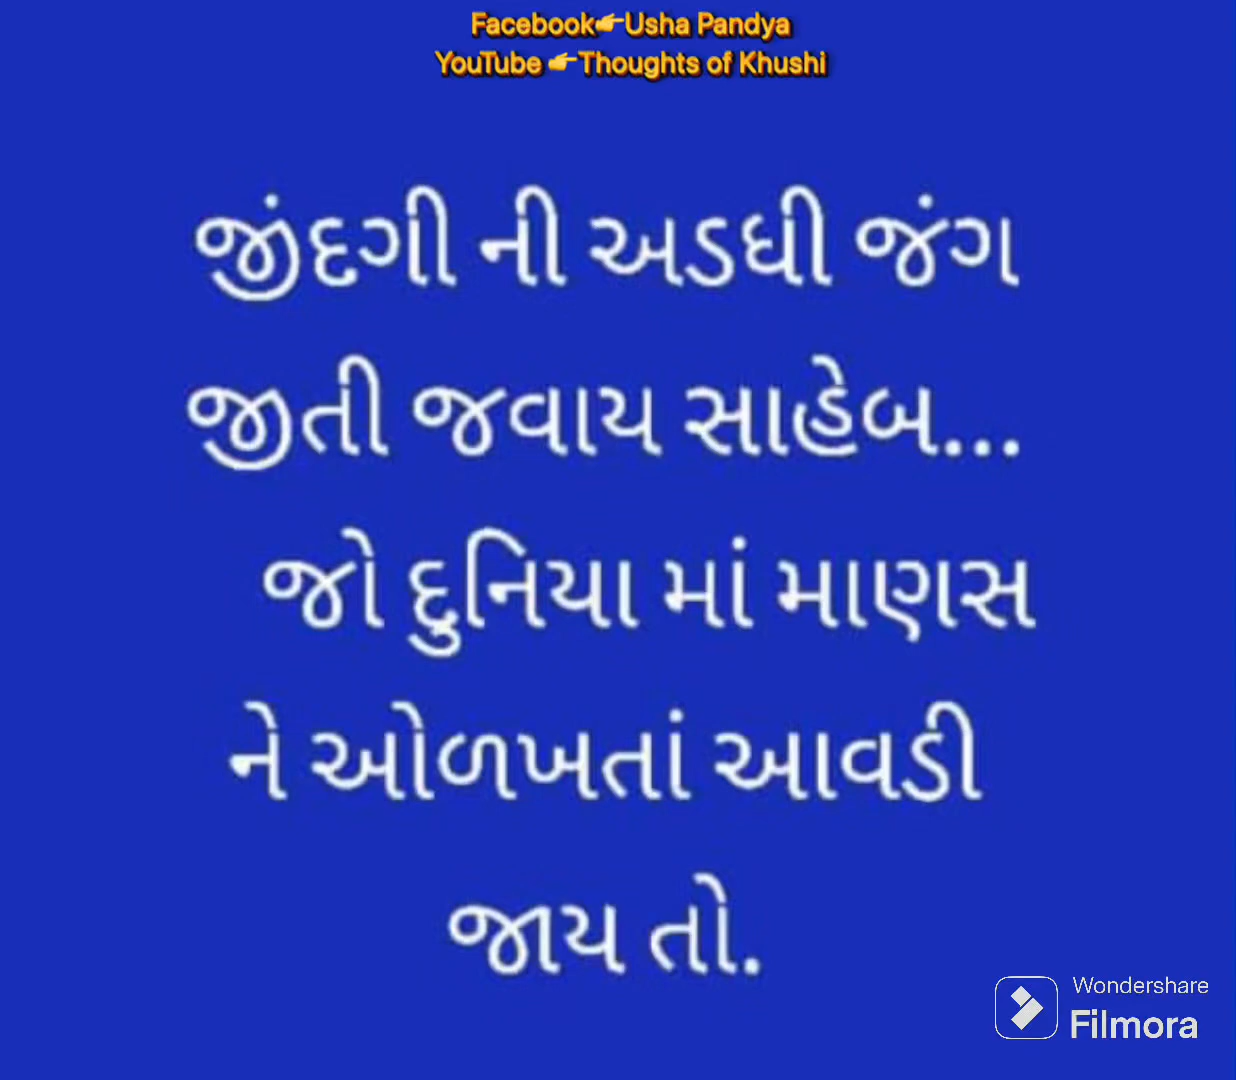 Facebook👉Usha Pandya
YouTube 👉Thoughts of Khushi
જીંદગી ની અડધી જંગ
જીતી જવાય સાહેબ...
જો દુનિયા માં માણસ
ને ઓળખતાં આવડી
જાય તો.
Wondershare
Filmora